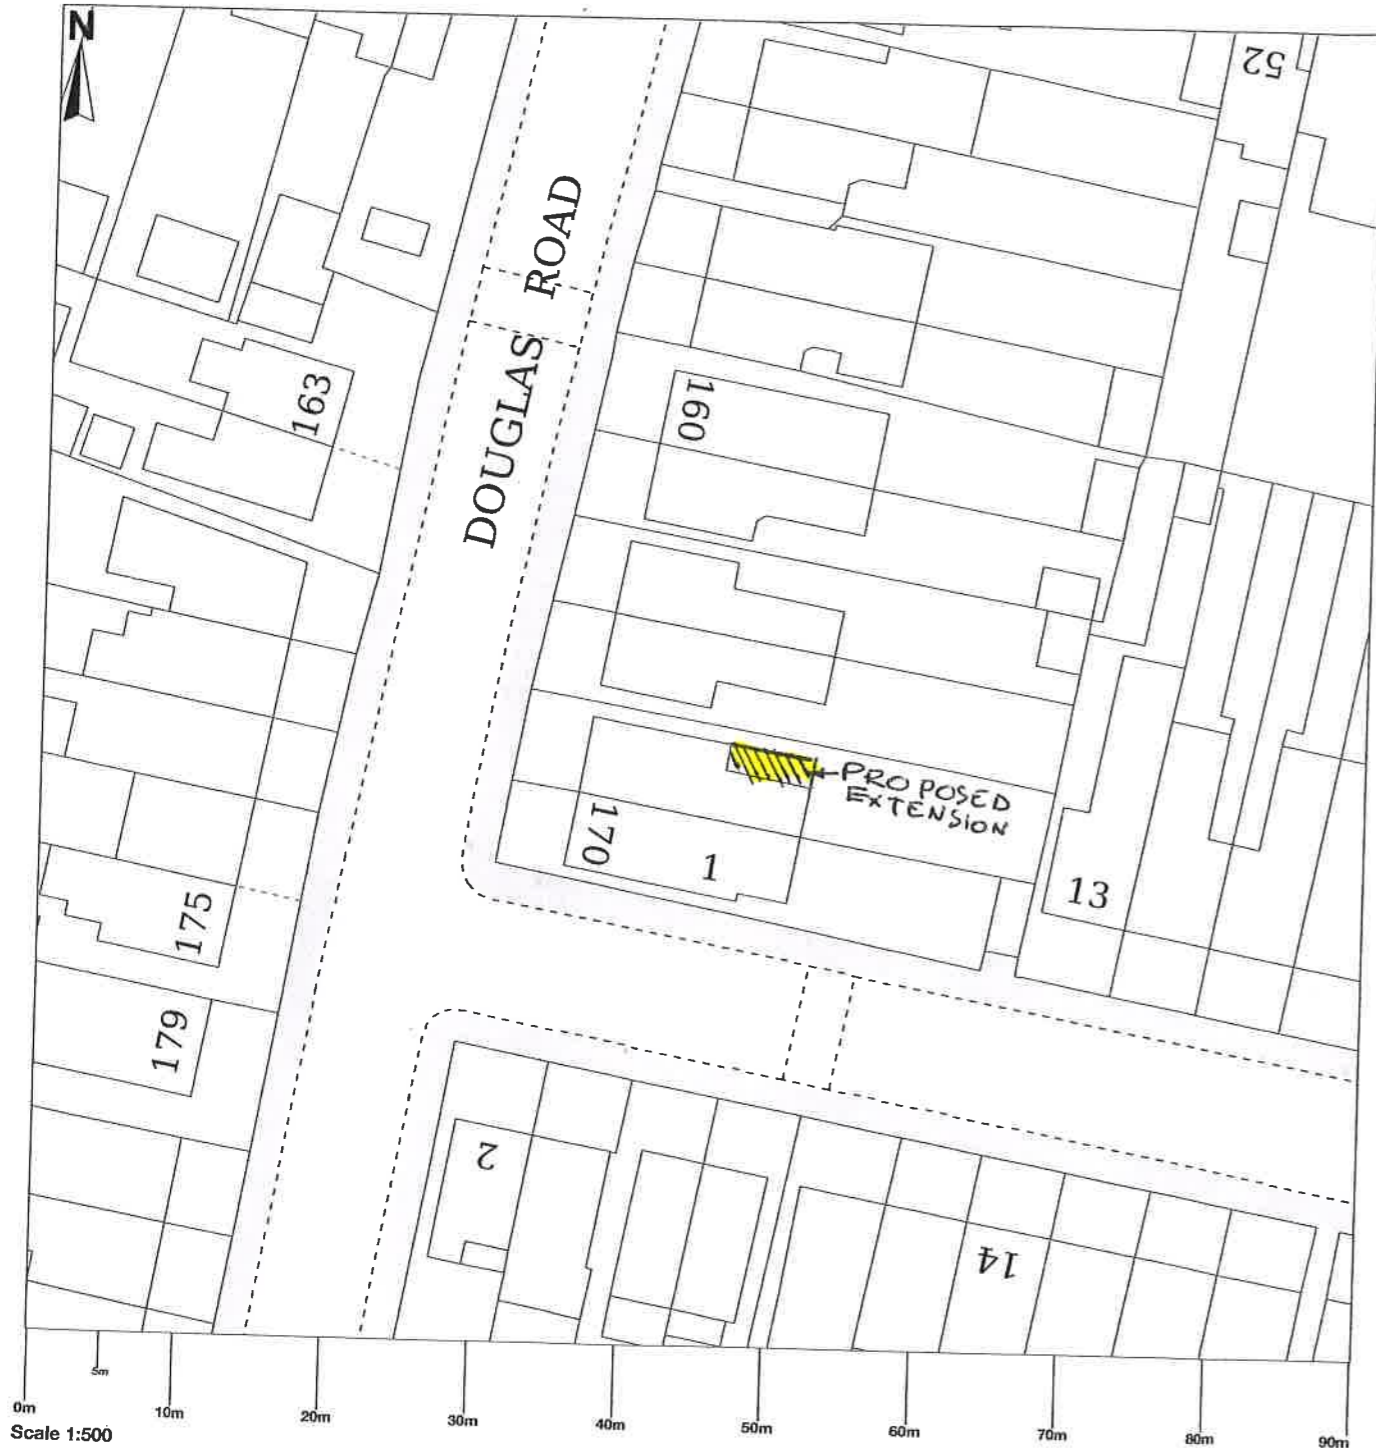 N
52
DOUGLAS ROAD
163
160
PROPOSED
EXTENSION
170
1
13
175
179
2
14
0m
5m
10m
20m
30m
40m
50m
60m
70m
80m
90m
Scale 1:500